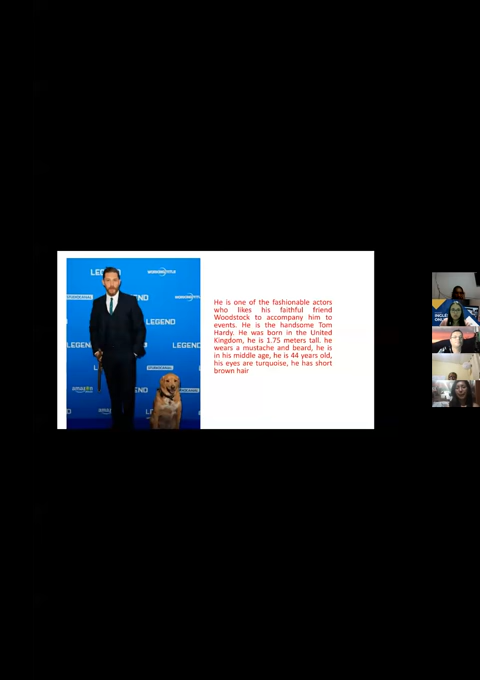 LEGEND
He is one of the fashionable actors
who likes his faithful friend
Woodstock to accompany him to
events. He is the handsome Tom
Hardy. He was born in the United
Kingdom, he is 1.75 meters tall. he
wears a mustache and beard, he is
in his middle age, he is 44 years old,
his eyes are turquoise, he has short
brown hair
LEGEND
LEGEND
amazon